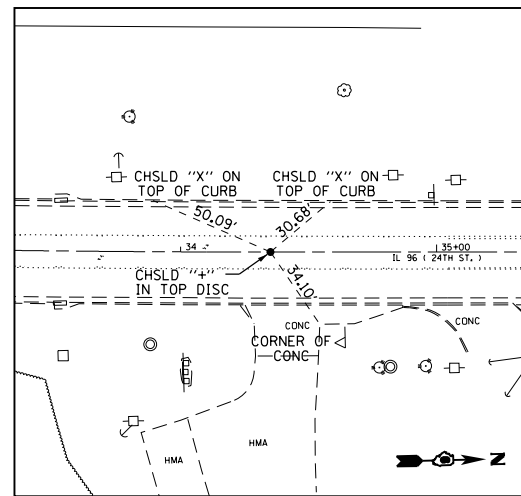 CHSLD "X" ON
TOP OF CURB
CHSLD "X" ON
TOP OF CURB
50.09'
30.68'
34
35+00
IL 96 ( 24TH ST. )
CHSLD "+"
IN TOP DISC
34.10'
CONC
CORNER OF
CONC
CONC
HMA
HMA
N